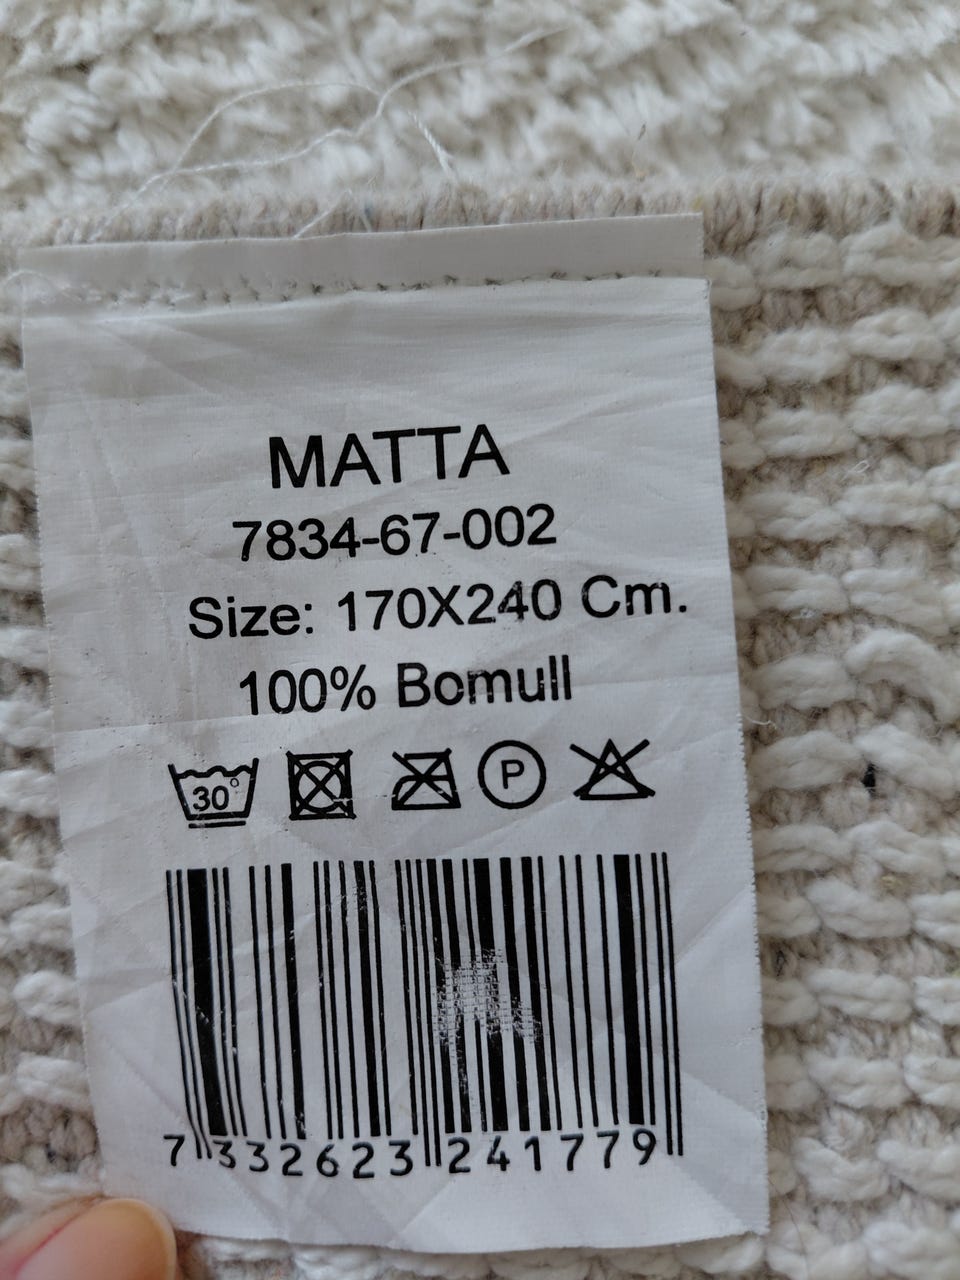 MATTA
7834-67-002
Size: 170X240 Cm.
100% Bomull
30° P
7 332623 241779